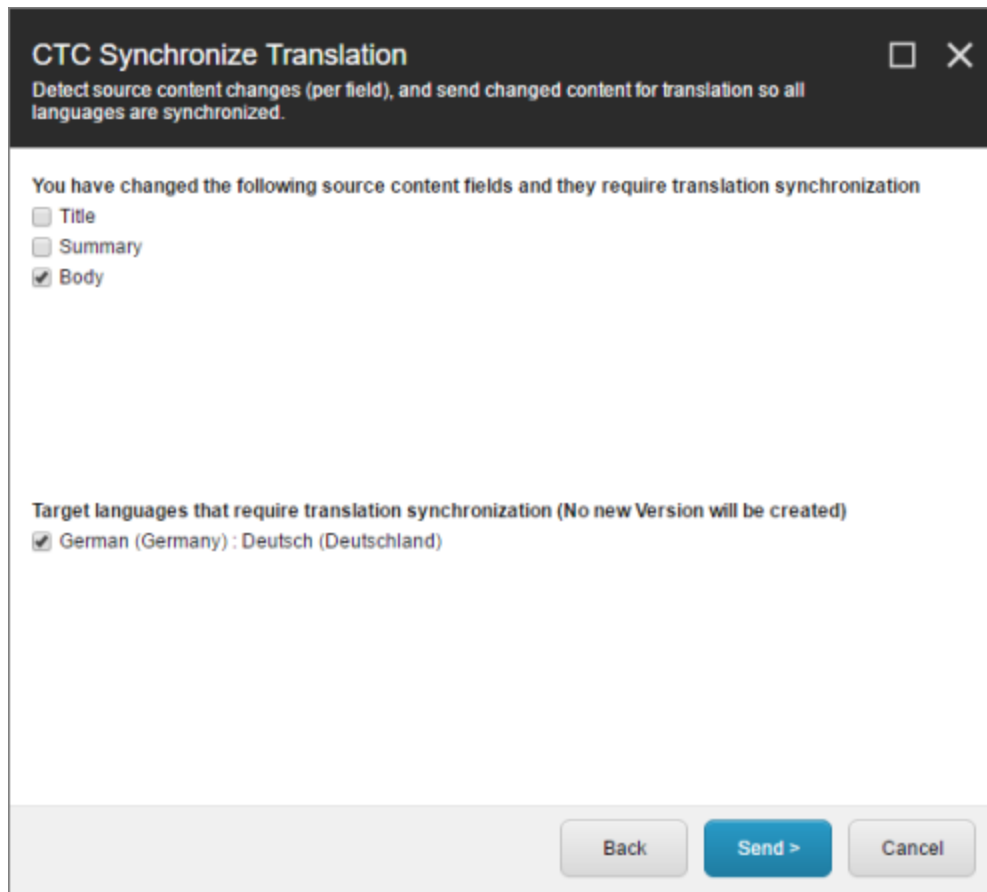 CTC Synchronize Translation
Detect source content changes (per field), and send changed content for translation so all
languages are synchronized.
You have changed the following source content fields and they require translation synchronization
Title
Summary
Body
Target languages that require translation synchronization (No new Version will be created)
German (Germany) : Deutsch (Deutschland)
Back
Send >
Cancel